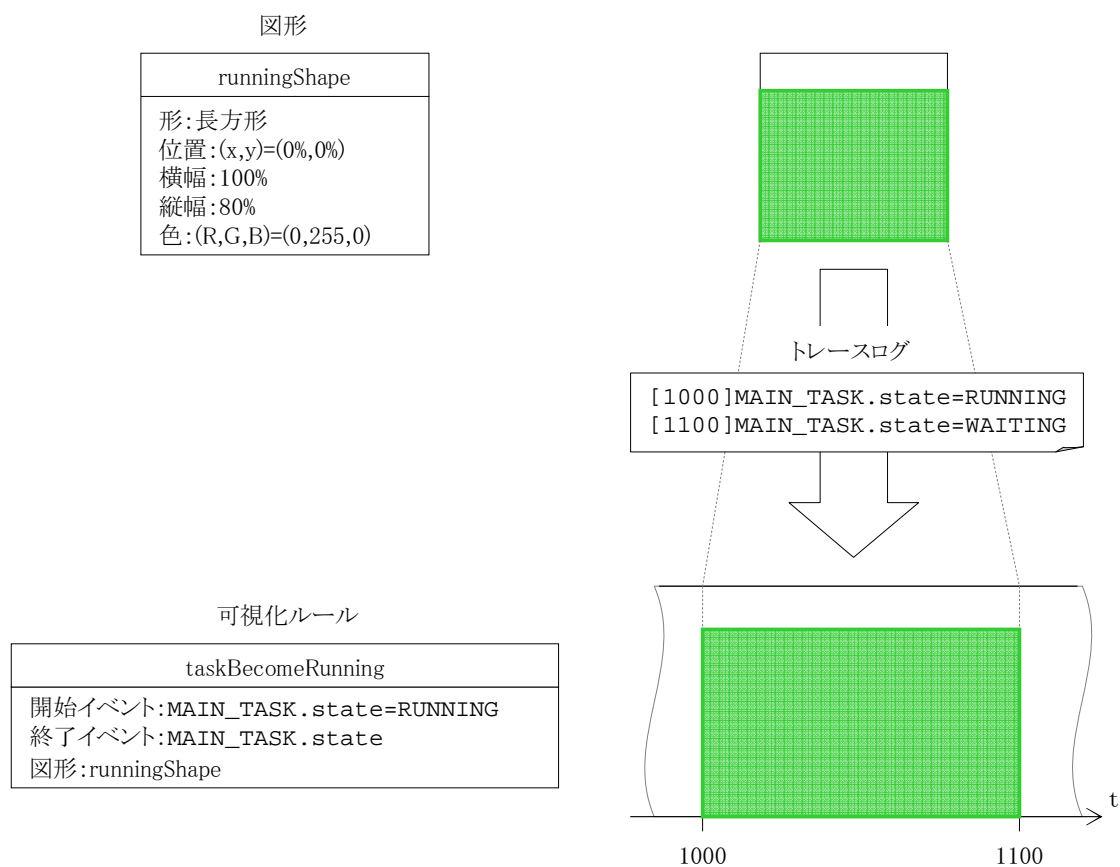 図形
runningShape
形:長方形
位置:(x,y)=(0%,0%)
横幅:100%
縦幅:80%
色:(R,G,B)=(0,255,0)
トレースログ
[1000]MAIN_TASK.state=RUNNING
[1100]MAIN_TASK.state=WAITING
可視化ルール
taskBecomeRunning
開始イベント:MAIN_TASK.state=RUNNING
終了イベント:MAIN_TASK.state
図形:runningShape
t
1000
1100